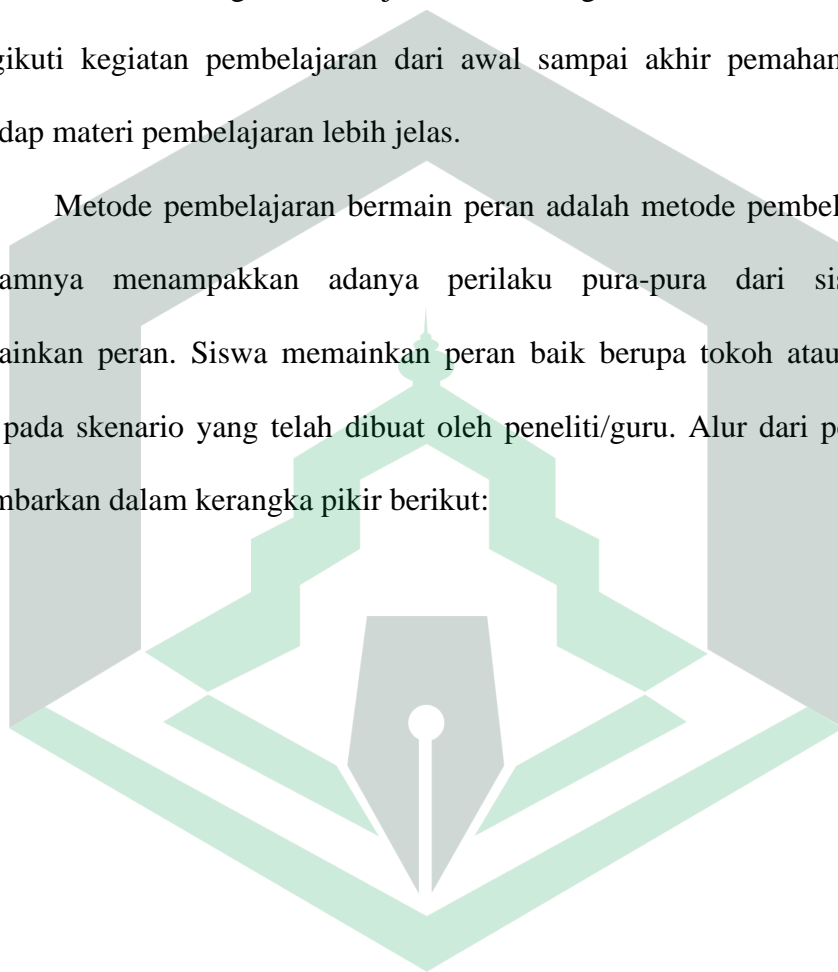 gikuti kegiatan pembelajaran dari awal sampai akhir pemahan
dap materi pembelajaran lebih jelas.
Metode pembelajaran bermain peran adalah metode pembel
amnya menampakkan adanya perilaku pura-pura dari sis
ainkan peran. Siswa memainkan peran baik berupa tokoh atau
pada skenario yang telah dibuat oleh peneliti/guru. Alur dari p
mbarkan dalam kerangka pikir berikut: